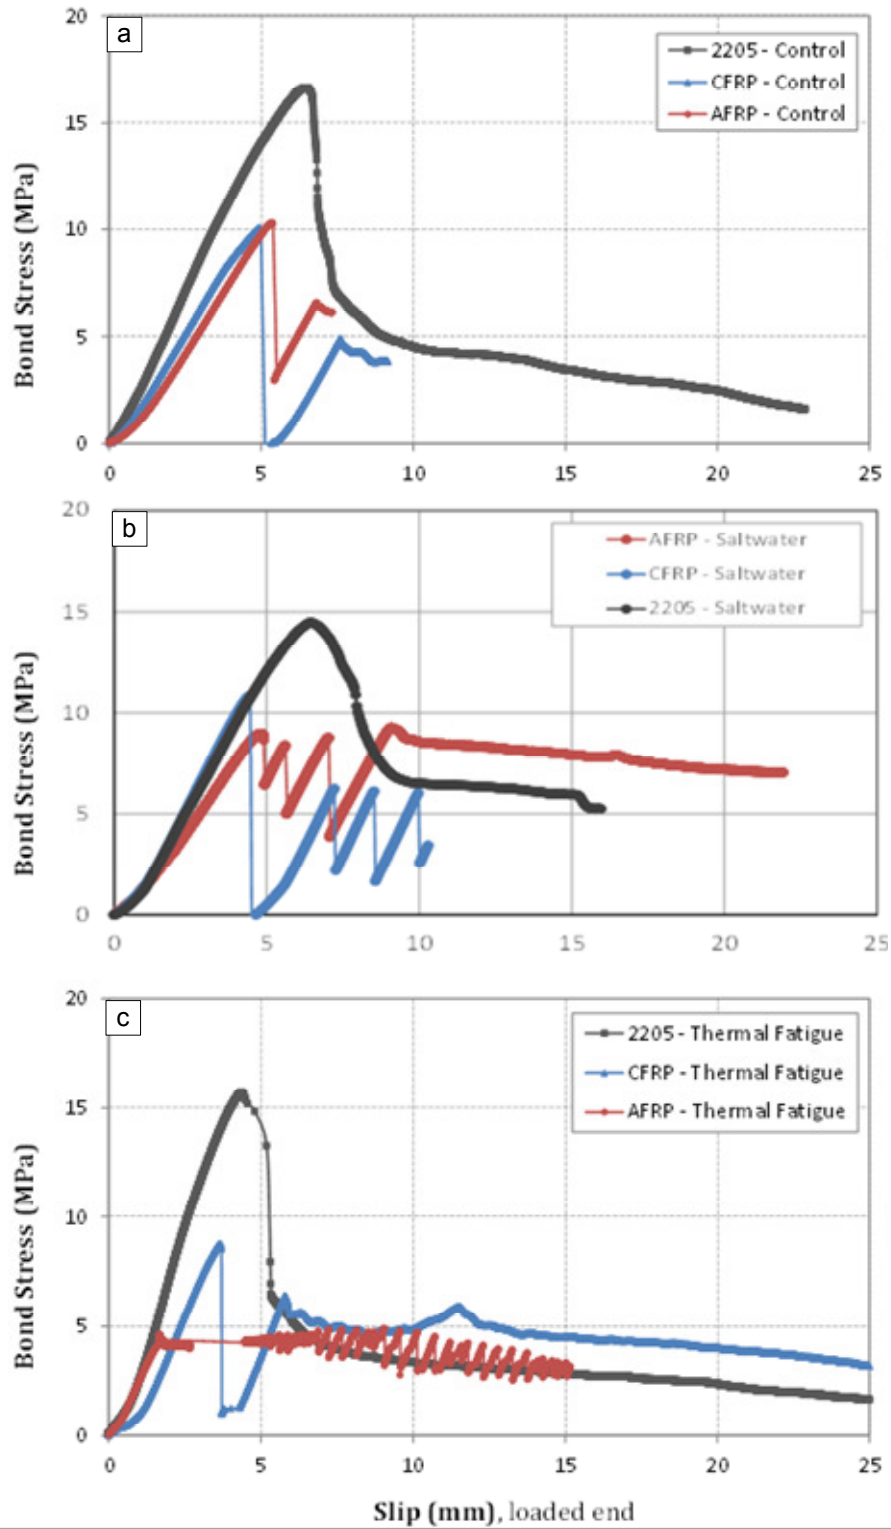 a
20
15
10
5
0
Bond Stress (MPa)
2205 - Control
CFRP - Control
AFRP - Control
0 5 10 15 20 25
b
20
15
10
5
0
Bond Stress (MPa)
AFRP - Saltwater
CFRP - Saltwater
2205 - Saltwater
0 5 10 15 20 25
c
20
15
10
5
0
Bond Stress (MPa)
2205 - Thermal Fatigue
CFRP - Thermal Fatigue
AFRP - Thermal Fatigue
0 5 10 15 20 25
Slip (mm), loaded end